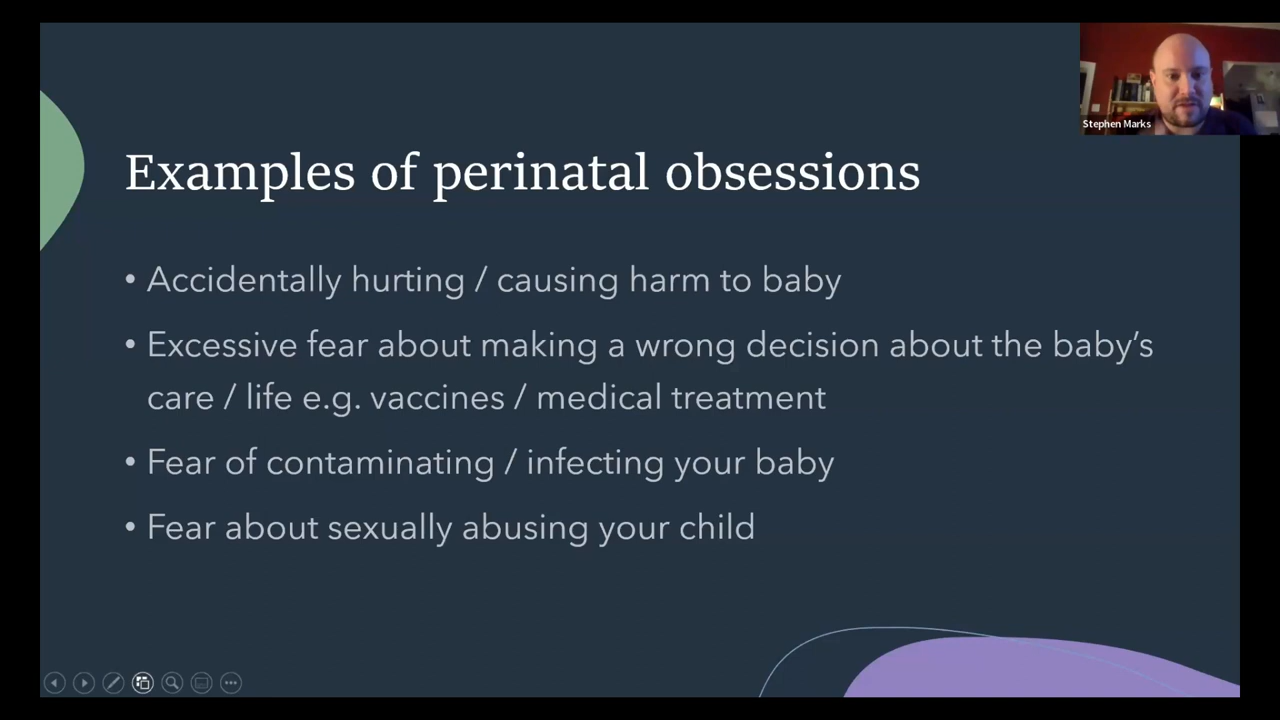 Stephen Marks
Examples of perinatal obsessions
• Accidentally hurting / causing harm to baby
• Excessive fear about making a wrong decision about the baby’s
care / life e.g. vaccines / medical treatment
• Fear of contaminating / infecting your baby
• Fear about sexually abusing your child